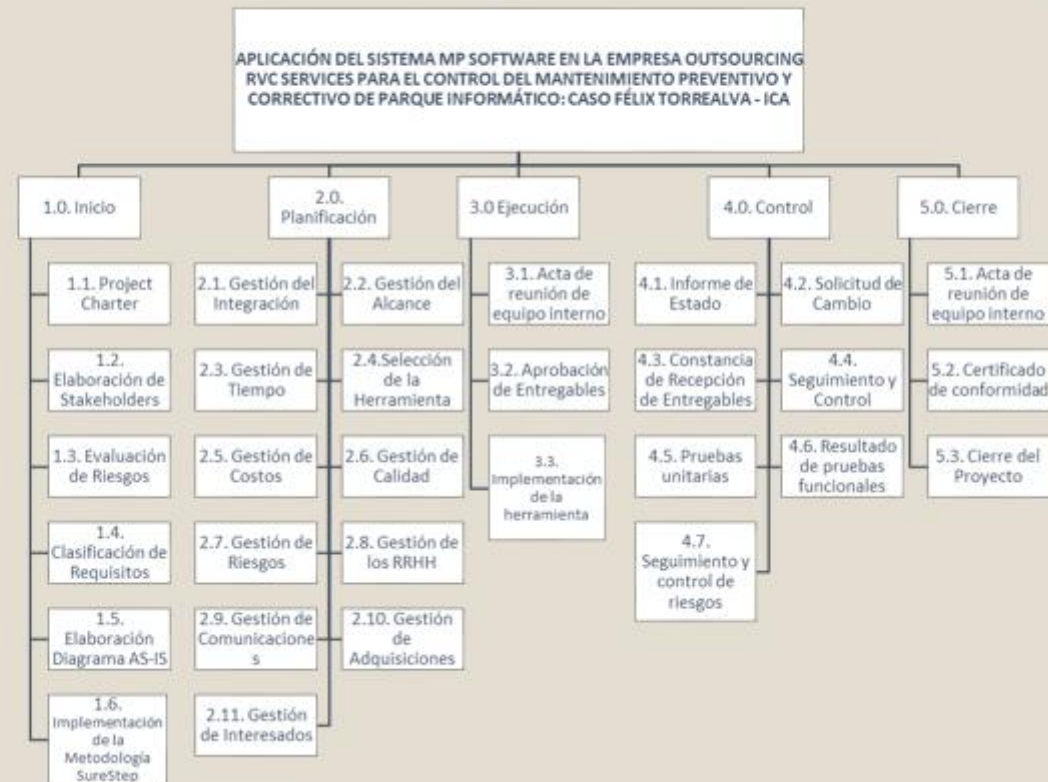 APLICACIÓN DEL SISTEMA MP SOFTWARE EN LA EMPRESA OUTSOURCING
RVC SERVICES PARA EL CONTROL DEL MANTENIMIENTO PREVENTIVO Y
CORRECTIVO DE PARQUE INFORMÁTICO: CASO FÉLIX TORREALVA - ICA
1.0. Inicio
1.1. Project
Charter
1.2.
Elaboración de
Stakeholders
1.3. Evaluación
de Riesgos
1.4.
Clasificación de
Requisitos
1.5.
Elaboración
Diagrama AS-IS
1.6.
Implementación
de la
Metodología
SureStep
2.0.
Planificación
2.1. Gestión del
Integración
2.2. Gestión del
Alcance
2.3. Gestión de
Tiempo
2.4.Selección
de la
Herramienta
2.5. Gestión de
Costos
2.6. Gestión de
Calidad
2.7. Gestión de
Riesgos
2.8. Gestión de
los RRHH
2.9. Gestión de
Comunicacione
s
2.10. Gestión
de
Adquisiciones
2.11. Gestión
de Interesados
3.0 Ejecución
3.1. Acta de
reunión de
equipo interno
3.2. Aprobación
de Entregables
3.3.
Implementación
de la
herramienta
4.0. Control
4.1. Informe de
Estado
4.2. Solicitud de
Cambio
4.3. Constancia
de Recepción
de Entregables
4.4.
Seguimiento y
Control
4.5. Pruebas
unitarias
4.6. Resultado
de pruebas
funcionales
4.7.
Seguimiento y
control de
riesgos
5.0. Cierre
5.1. Acta de
reunión de
equipo interno
5.2. Certificado
de conformidad
5.3. Cierre del
Proyecto